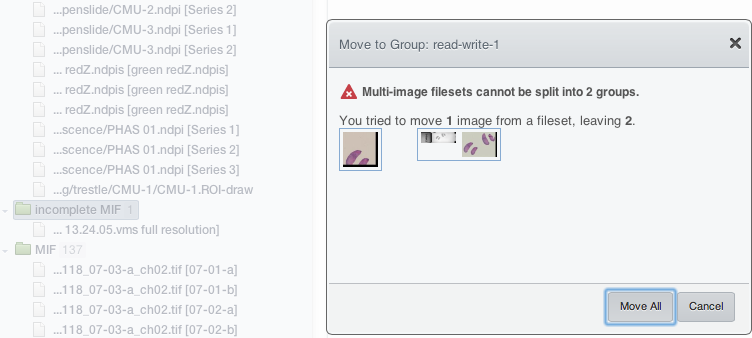 ...penslide/CMU-2.ndpi [Series 2]
...penslide/CMU-3.ndpi [Series 1]
...penslide/CMU-3.ndpi [Series 2]
... redZ.ndpis [green redZ.ndpis]
... redZ.ndpis [green redZ.ndpis]
... redZ.ndpis [green redZ.ndpis]
...scence/PHAS 01.ndpi [Series 1]
...scence/PHAS 01.ndpi [Series 2]
...scence/PHAS 01.ndpi [Series 3]
...g/trestle/CMU-1/CMU-1.ROI-draw
incomplete MIF 1
... 13.24.05.vms full resolution]
MIF 137
...118_07-03-a_ch02.tif [07-01-a]
...118_07-03-a_ch02.tif [07-01-b]
...118_07-03-a_ch02.tif [07-02-a]
...118_07-03-a_ch02.tif [07-02-b]
Move to Group: read-write-1
Multi-image filesets cannot be split into 2 groups.
You tried to move 1 image from a fileset, leaving 2.
Move All
Cancel